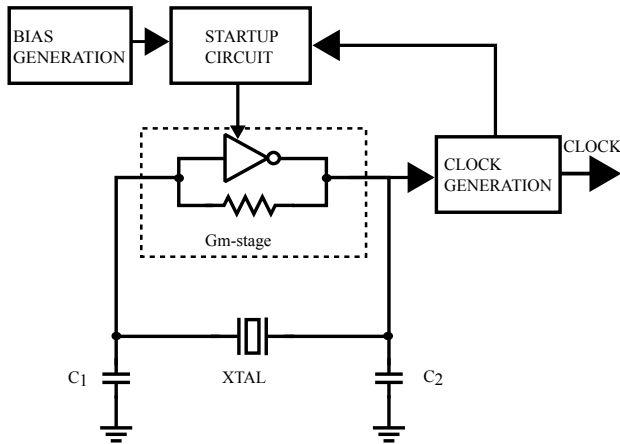 BIAS
GENERATION
STARTUP
CIRCUIT
CLOCK
GENERATION
CLOCK
Gm-stage
C1
XTAL
C2